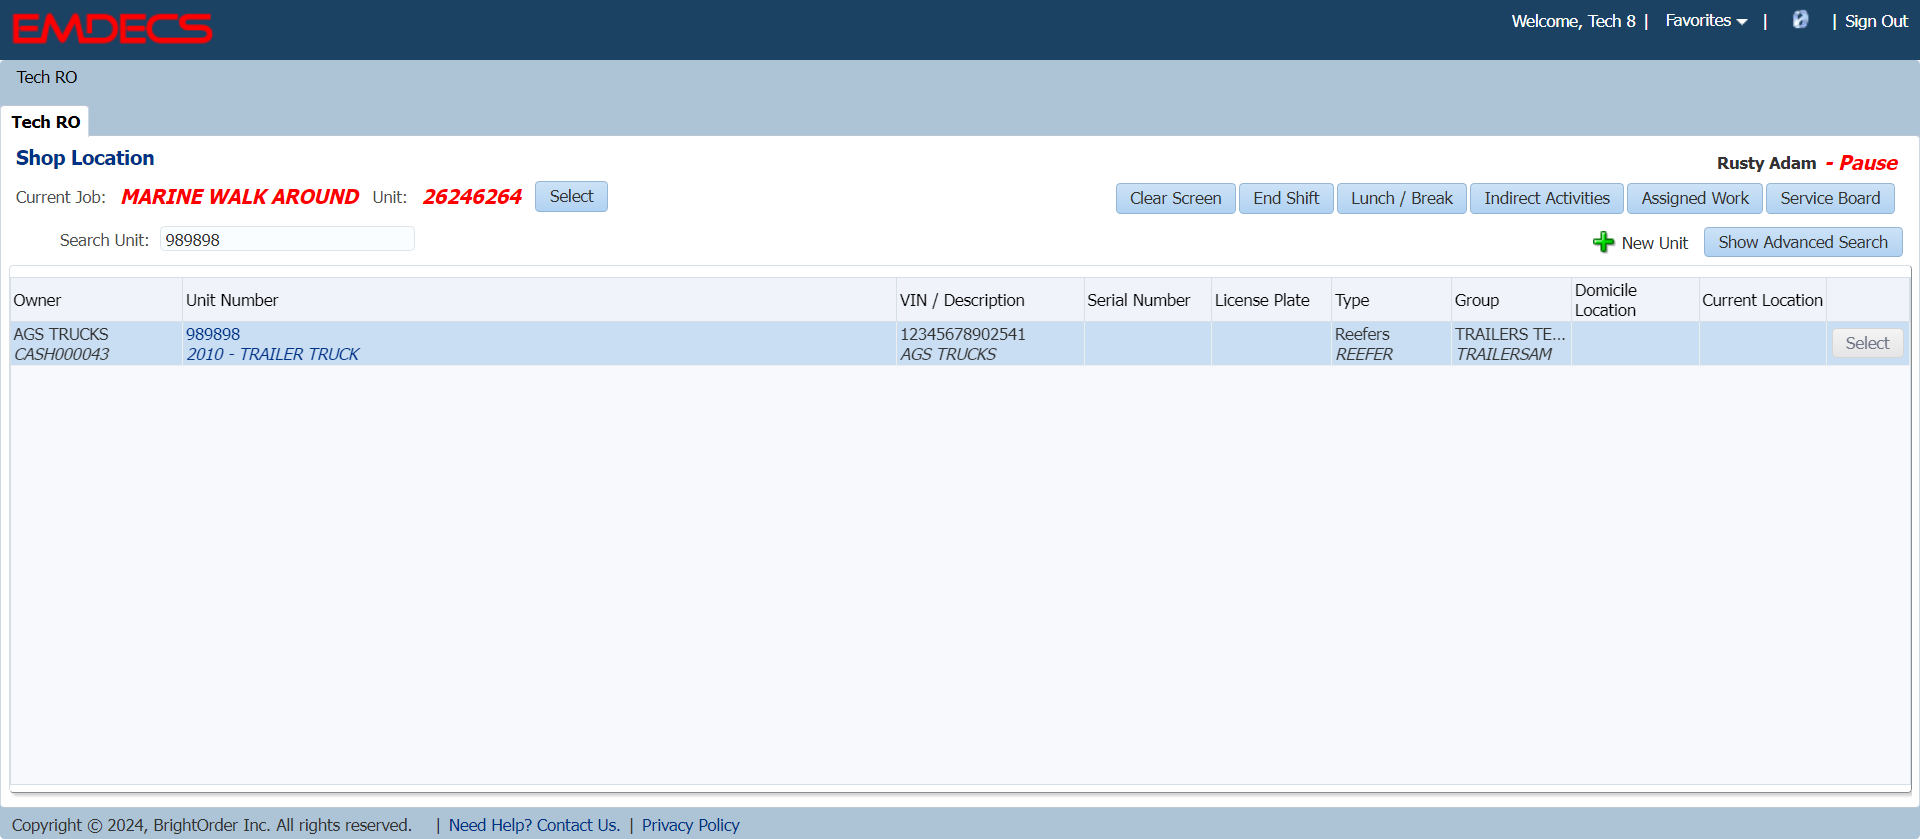 EMDECS
Welcome, Tech 8 | Favorites | | Sign Out
Tech RO
Tech RO
Shop Location
Rusty Adam - Pause
Current Job: MARINE WALK AROUND Unit: 26246264 Select
Clear Screen End Shift Lunch / Break Indirect Activities Assigned Work Service Board
Search Unit: 989898
New Unit Show Advanced Search
Owner Unit Number VIN / Description Serial Number License Plate Type Group Domicile Location Current Location
AGS TRUCKS 989898 12345678902541 Reefers TRAILERS TE...
CASH000043 2010 - TRAILER TRUCK AGS TRUCKS REEFER TRAILERSAM
Select
Copyright © 2024, BrightOrder Inc. All rights reserved. | Need Help? Contact Us. | Privacy Policy